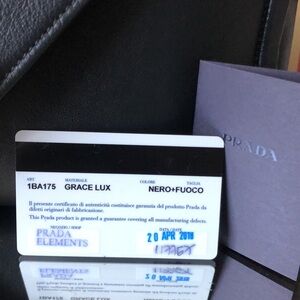 PRADA
ART. MATERIALE COLORE TAGLIA
1BA175 GRACE LUX NERO+FUOCO
Il presente certificato di autenticità costituisce garanzia del prodotto Prada da
difetti originari di fabbricazione.
This Prada product is granted a guarantee covering all manufacturing defects.
NEGOZIO / SHOP DATA / DATE
PRADA
ELEMENTS
20 APR 2018